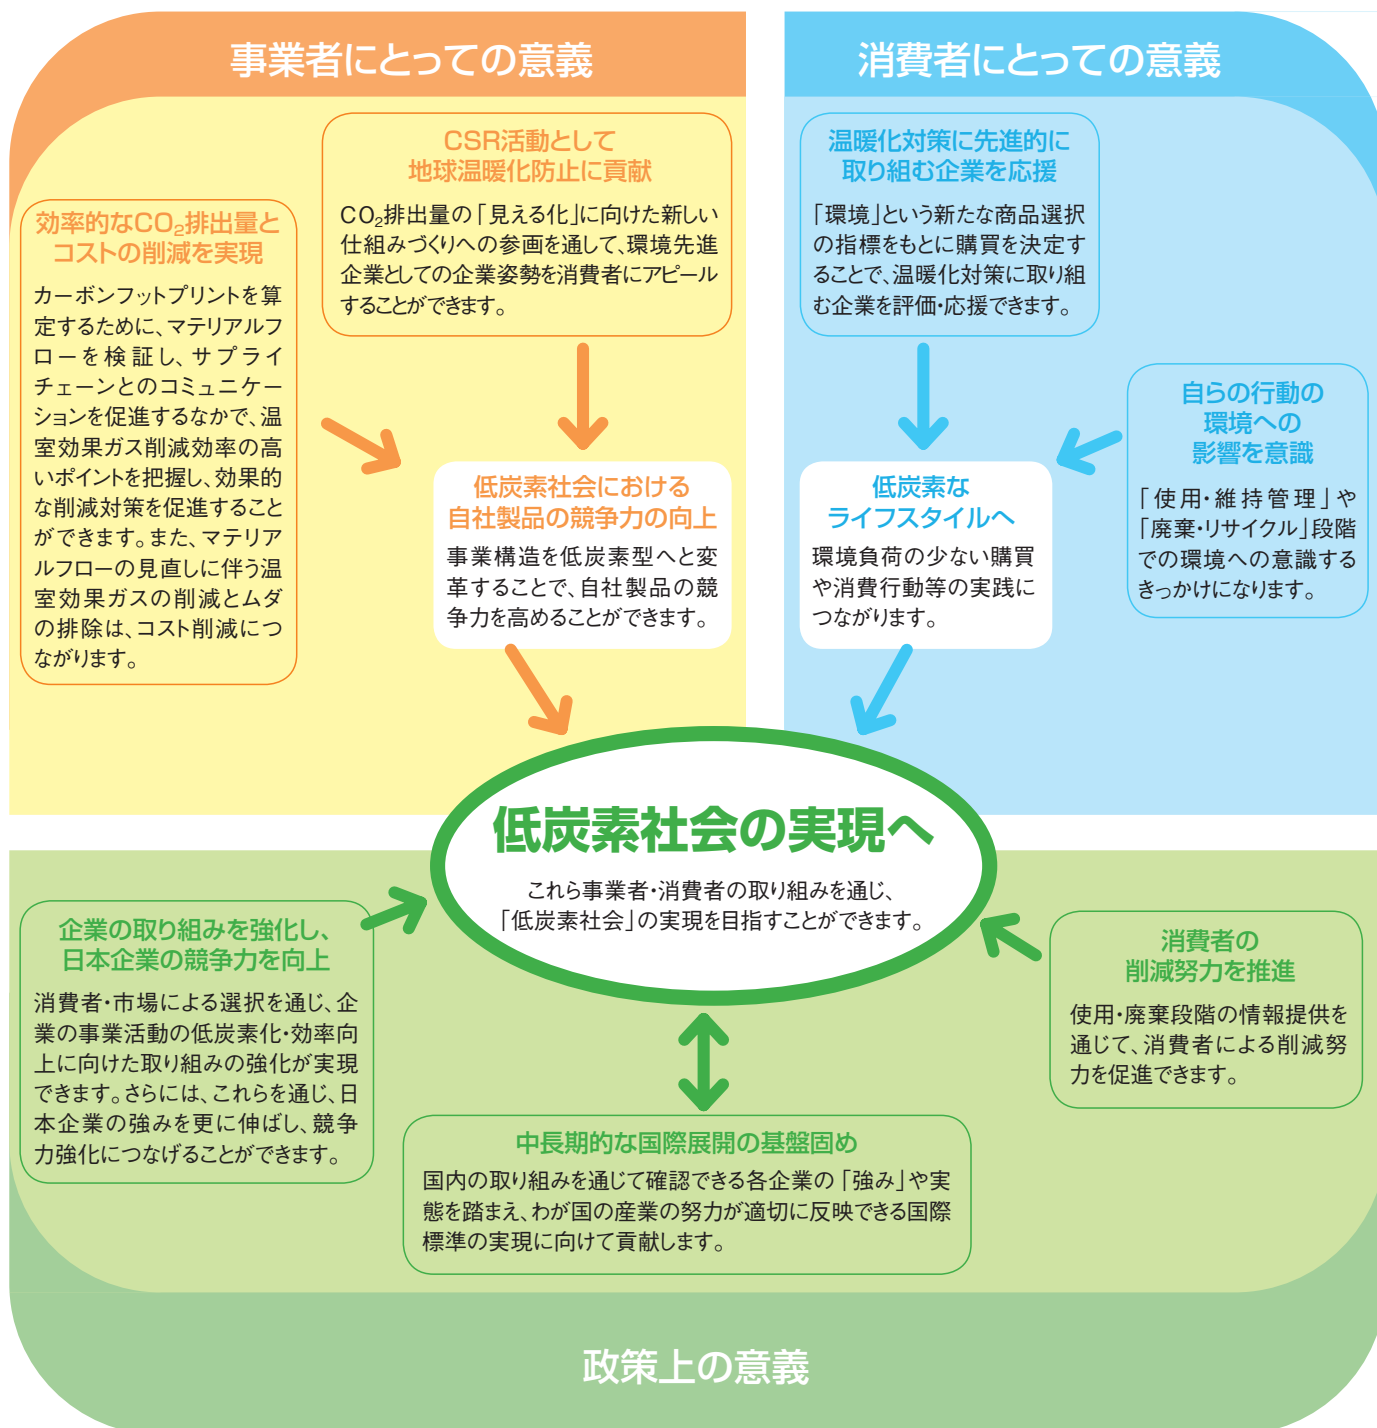 事業者にとっての意義
CSR活動として
地球温暖化防止に貢献
CO₂排出量の「見える化」に向けた新しい
仕組みづくりへの参画を通して、環境先進
企業としての企業姿勢を消費者にアピール
することができます。
効率的なCO₂排出量と
コストの削減を実現
カーボンフットプリントを算
定するために、マテリアルフ
ローを検証し、サプライ
チェーンとのコミュニケー
ションを促進するなかで、温
室効果ガス削減効率の高
いポイントを把握し、効果的
な削減対策を促進すること
ができます。また、マテリア
ルフローの見直しに伴う温
室効果ガスの削減とムダ
の排除は、コスト削減につ
ながります。
低炭素社会における
自社製品の競争力の向上
事業構造を低炭素型へと変
革することで、自社製品の競
争力を高めることができます。
消費者にとっての意義
温暖化対策に先進的に
取り組む企業を応援
「環境」という新たな商品選択
の指標をもとに購買を決定す
ることで、温暖化対策に取り組
む企業を評価・応援できます。
自らの行動の
環境への
影響を意識
「使用・維持管理」や
「廃棄・リサイクル」段階
での環境への意識する
きっかけになります。
低炭素な
ライフスタイルへ
環境負荷の少ない購買
や消費行動等の実践に
つながります。
低炭素社会の実現へ
これら事業者・消費者の取り組みを通じ、
「低炭素社会」の実現を目指すことができます。
企業の取り組みを強化し、
日本企業の競争力を向上
消費者・市場による選択を通じ、企
業の事業活動の低炭素化・効率向
上に向けた取り組みの強化が実現
できます。さらには、これらを通じ、日
本企業の強みを更に伸ばし、競争
力強化につなげることができます。
消費者の
削減努力を推進
使用・廃棄段階の情報提供を
通じて、消費者による削減努
力を促進できます。
中長期的な国際展開の基盤固め
国内の取り組みを通じて確認できる各企業の「強み」や実
態を踏まえ、わが国の産業の努力が適切に反映できる国際
標準の実現に向けて貢献します。
政策上の意義